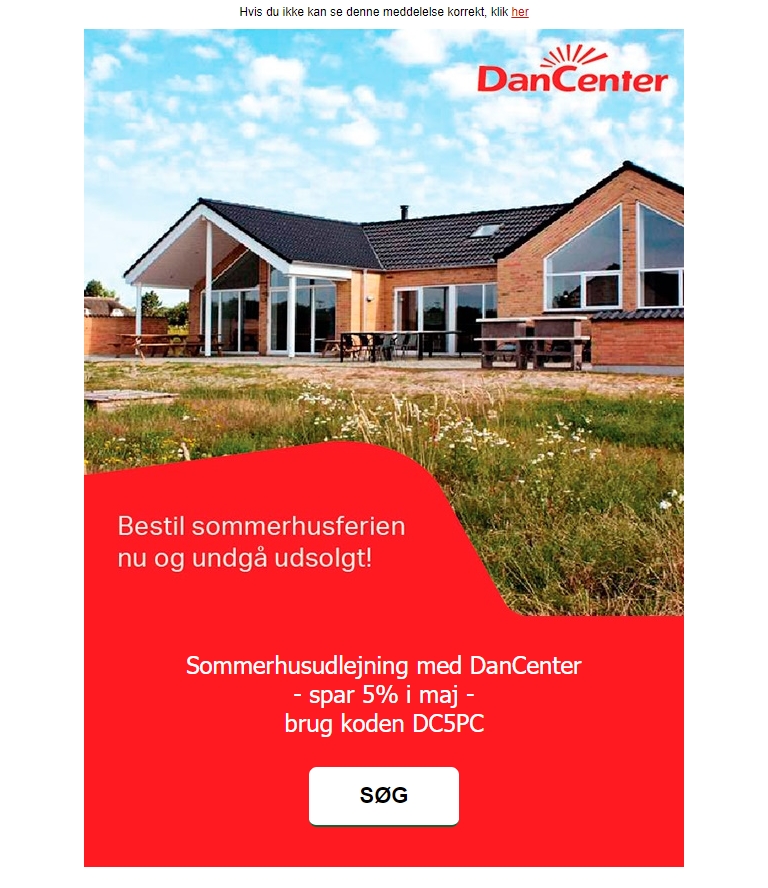 Hvis du ikke kan se denne meddelelse korrekt, klik her
DanCenter
Bestil sommerhusferien
nu og undgå udsolgt!
Sommerhusudlejning med DanCenter
- spar 5% i maj -
brug koden DC5PC
SØG